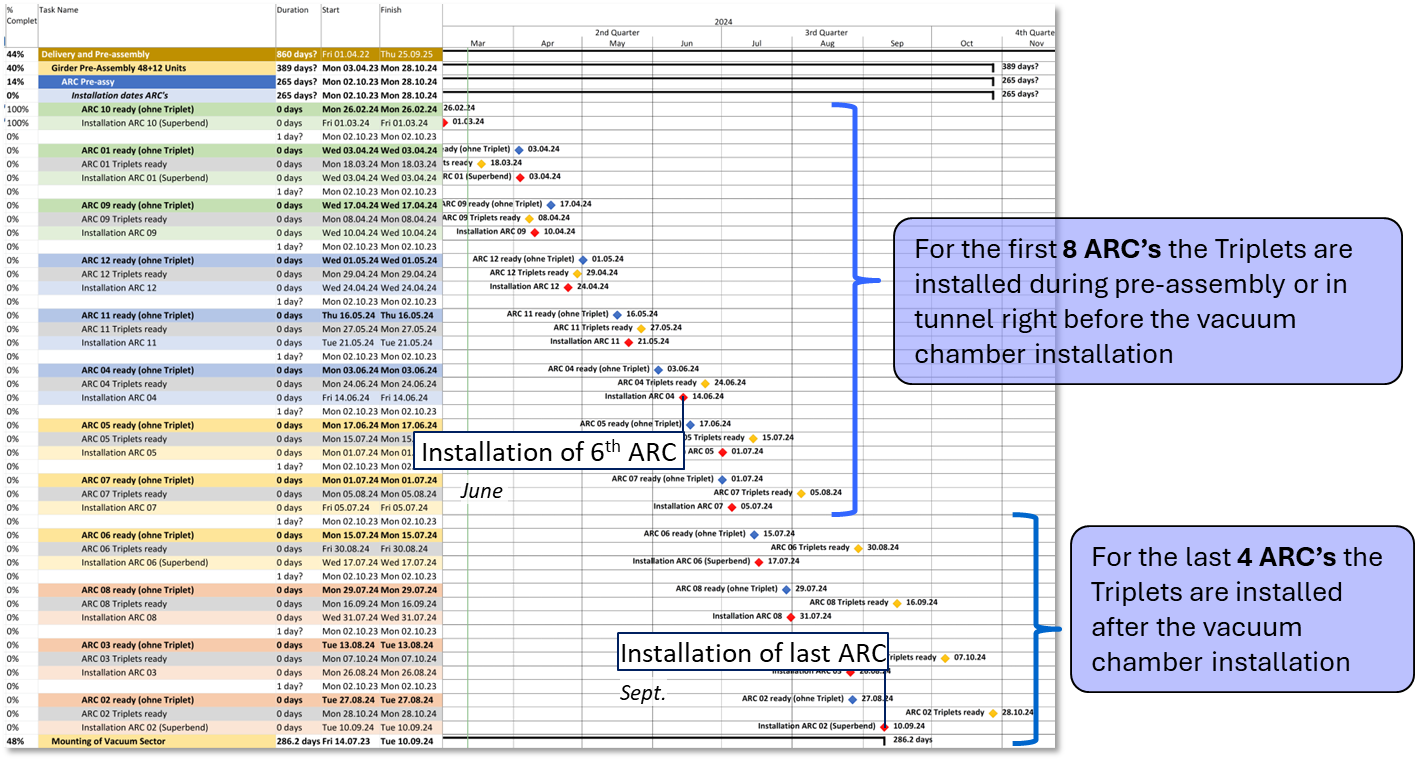 % Complet Task Name Duration Start Finish
2024
2nd Quarter 3rd Quarter 4th Quarte
Mar Apr May Jun Jul Aug Sep Oct Nov
44% Delivery and Pre-assembly 860 days? Fri 01.04.22 Thu 25.09.25
40% Girder Pre-Assembly 48+12 Units 389 days? Mon 03.04.23 Mon 28.10.24 389 days?
14% ARC Pre-assy 265 days? Mon 02.10.23 Mon 28.10.24 265 days?
0% Installation dates ARC's 265 days? Mon 02.10.23 Mon 28.10.24 265 days?
100% ARC 10 ready (ohne Triplet) 0 days Mon 26.02.24 Mon 26.02.24 26.02.24
100% Installation ARC 10 (Superbend) 0 days Fri 01.03.24 Fri 01.03.24 01.03.24
0% 1 day? Mon 02.10.23 Mon 02.10.23
0% ARC 01 ready (ohne Triplet) 0 days Wed 03.04.24 Wed 03.04.24 ady (ohne Triplet) 03.04.24
0% ARC 01 Triplets ready 0 days Mon 18.03.24 Mon 18.03.24 ts ready 18.03.24
0% Installation ARC 01 (Superbend) 0 days Wed 03.04.24 Wed 03.04.24 RC 01 (Superbend) 03.04.24
0% 1 day? Mon 02.10.23 Mon 02.10.23
0% ARC 09 ready (ohne Triplet) 0 days Wed 17.04.24 Wed 17.04.24 ARC 09 ready (ohne Triplet) 17.04.24
0% ARC 09 Triplets ready 0 days Mon 08.04.24 Mon 08.04.24 ARC 09 Triplets ready 08.04.24
0% Installation ARC 09 0 days Wed 10.04.24 Wed 10.04.24 Installation ARC 09 10.04.24
0% 1 day? Mon 02.10.23 Mon 02.10.23
0% ARC 12 ready (ohne Triplet) 0 days Wed 01.05.24 Wed 01.05.24 ARC 12 ready (ohne Triplet) 01.05.24
0% ARC 12 Triplets ready 0 days Mon 29.04.24 Mon 29.04.24 ARC 12 Triplets ready 29.04.24
0% Installation ARC 12 0 days Wed 24.04.24 Wed 24.04.24 Installation ARC 12 24.04.24
0% 1 day? Mon 02.10.23 Mon 02.10.23
0% ARC 11 ready (ohne Triplet) 0 days Thu 16.05.24 Thu 16.05.24 ARC 11 ready (ohne Triplet) 16.05.24
0% ARC 11 Triplets ready 0 days Mon 27.05.24 Mon 27.05.24 ARC 11 Triplets ready 27.05.24
0% Installation ARC 11 0 days Tue 21.05.24 Tue 21.05.24 Installation ARC 11 21.05.24
0% 1 day? Mon 02.10.23 Mon 02.10.23
0% ARC 04 ready (ohne Triplet) 0 days Mon 03.06.24 Mon 03.06.24 ARC 04 ready (ohne Triplet) 03.06.24
0% ARC 04 Triplets ready 0 days Mon 24.06.24 Mon 24.06.24 ARC 04 Triplets ready 24.06.24
0% Installation ARC 04 0 days Fri 14.06.24 Fri 14.06.24 Installation ARC 04 14.06.24
0% 1 day? Mon 02.10.23 Mon 02.10.23
0% ARC 05 ready (ohne Triplet) 0 days Mon 17.06.24 Mon 17.06.24 ARC 05 ready (ohne Triplet) 17.06.24
0% ARC 05 Triplets ready 0 days Mon 15.07.24 Mon 15. 05 Triplets ready 15.07.24
0% Installation ARC 05 0 days Mon 01.07.24 Mon 01. ARC 05 01.07.24
0% 1 day? Mon 02.10.23 Mon 02.
0% ARC 07 ready (ohne Triplet) 0 days Mon 01.07.24 Mon 01.07.24 ARC 07 ready (ohne Triplet) 01.07.24
0% ARC 07 Triplets ready 0 days Mon 05.08.24 Mon 05.08.24 ARC 07 Triplets ready 05.08.24
0% Installation ARC 07 0 days Fri 05.07.24 Fri 05.07.24 Installation ARC 07 05.07.24
0% 1 day? Mon 02.10.23 Mon 02.10.23
0% ARC 06 ready (ohne Triplet) 0 days Mon 15.07.24 Mon 15.07.24 ARC 06 ready (ohne Triplet) 15.07.24
0% ARC 06 Triplets ready 0 days Fri 30.08.24 Fri 30.08.24 ARC 06 Triplets ready 30.08.24
0% Installation ARC 06 (Superbend) 0 days Wed 17.07.24 Wed 17.07.24 Installation ARC 06 (Superbend) 17.07.24
0% 1 day? Mon 02.10.23 Mon 02.10.23
0% ARC 08 ready (ohne Triplet) 0 days Mon 29.07.24 Mon 29.07.24 ARC 08 ready (ohne Triplet) 29.07.24
0% ARC 08 Triplets ready 0 days Mon 16.09.24 Mon 16.09.24 ARC 08 Triplets ready 16.09.24
0% Installation ARC 08 0 days Wed 31.07.24 Wed 31.07.24 Installation ARC 08 31.07.24
0% 1 day? Mon 02.10.23 Mon 02.10.23
0% ARC 03 ready (ohne Triplet) 0 days Tue 13.08.24 Tue 13.08.24
0% ARC 03 Triplets ready 0 days Mon 07.10.24 Mon 07.10.24 riplets ready 07.10.24
0% Installation ARC 03 0 days Mon 26.08.24 Mon 26.08.24
0% 1 day? Mon 02.10.23 Mon 02.10.23
0% ARC 02 ready (ohne Triplet) 0 days Tue 27.08.24 Tue 27.08.24 ARC 02 ready (ohne Triplet) 27.08.24
0% ARC 02 Triplets ready 0 days Mon 28.10.24 Mon 28.10.24 ARC 02 Triplets ready 28.10.24
0% Installation ARC 02 (Superbend) 0 days Tue 10.09.24 Tue 10.09.24 Installation ARC 02 (Superbend) 10.09.24
48% Mounting of Vacuum Sector 286.2 days Fri 14.07.23 Tue 10.09.24 286.2 days
Installation of 6th ARC
June
Installation of last ARC
Sept.
For the first 8 ARC's the Triplets are
installed during pre-assembly or in
tunnel right before the vacuum
chamber installation
For the last 4 ARC's the
Triplets are installed
after the vacuum
chamber installation